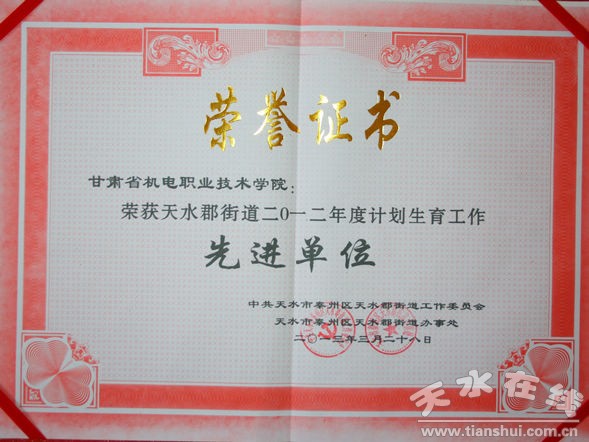 荣誉证书
甘肃省机电职业技术学院：
荣获天水郡街道二〇一二年度计划生育工作
先进单位
中共天水市秦州区天水郡街道工作委员会
天水市秦州区天水郡街道办事处
二〇一三年三月二十八日
天水在线
www.tianshui.com.cn